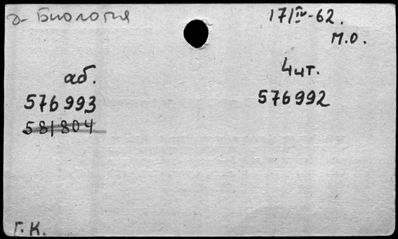 г- Биология
17/IV-62.
М.О.
аб.
4чт.
576993
576992
581804
Г.К.